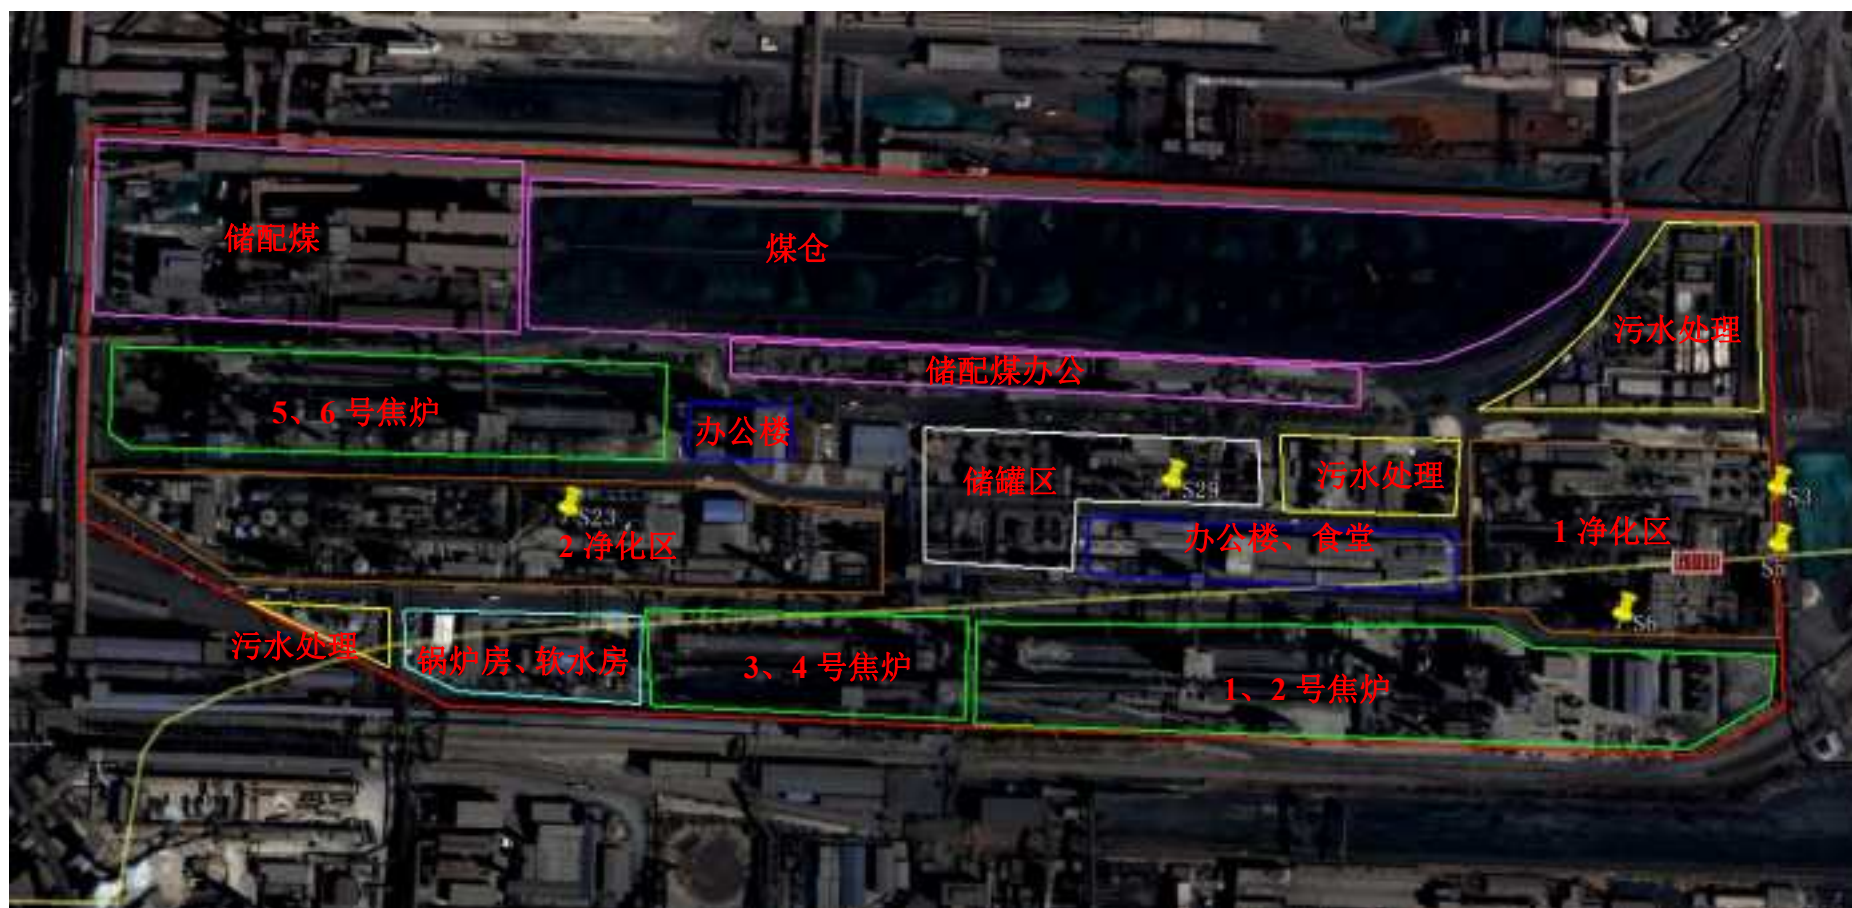 储配煤
煤仓
污水处理
储配煤办公
5、6 号焦炉
办公楼
储罐区
S29
污水处理
S23
2 净化区
办公楼、食堂
1 净化区
S6
污水处理
锅炉房、软水房
3、4 号焦炉
1、2 号焦炉